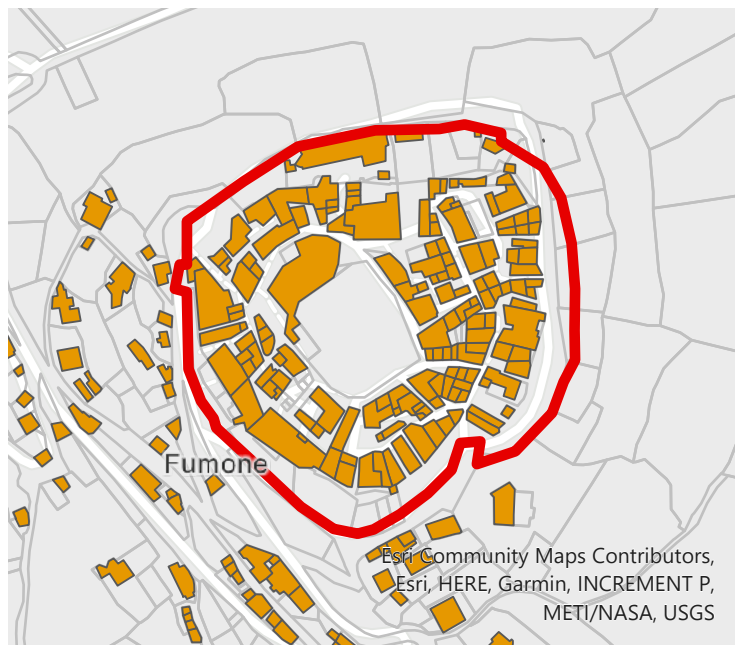 Fumone
Esri Community Maps Contributors,
Esri, HERE, Garmin, INCREMENT P,
METI/NASA, USGS